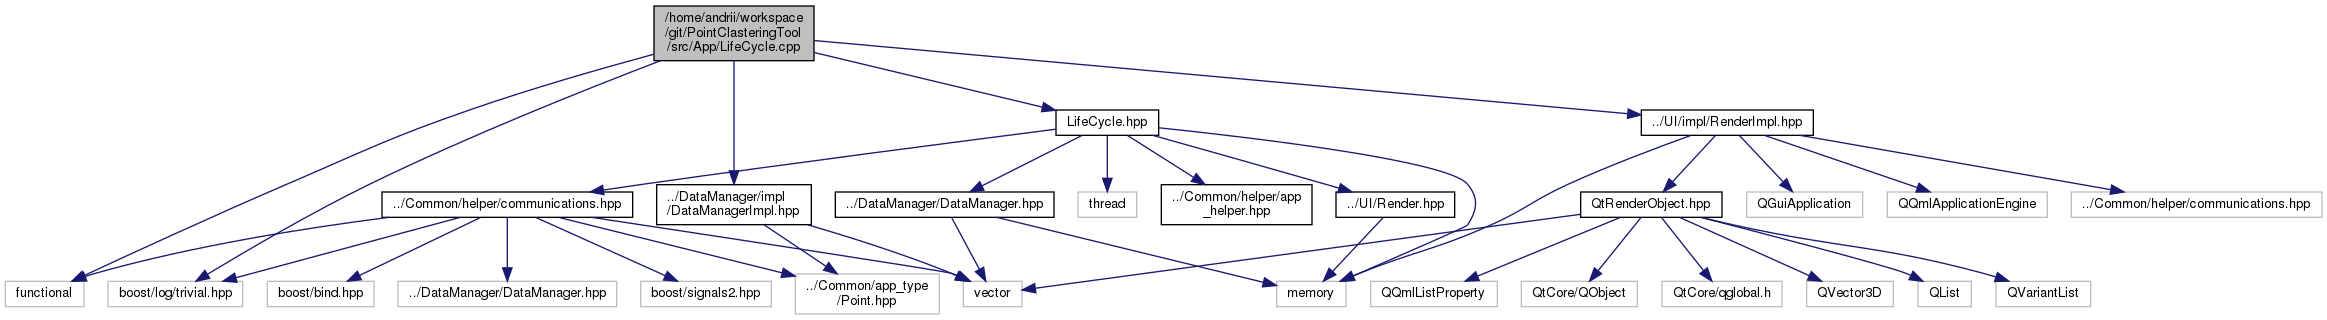 /home/andrii/workspace
/git/PointClasteringTool
/src/App/LifeCycle.cpp
LifeCycle.hpp
../UI/impl/RenderImpl.hpp
../Common/helper/communications.hpp
../DataManager/impl
/DataManagerImpl.hpp
../DataManager/DataManager.hpp
thread
../Common/helper/app
_helper.hpp
../UI/Render.hpp
QtRenderObject.hpp
QGuiApplication
QQmlApplicationEngine
../Common/helper/communications.hpp
functional
boost/log/trivial.hpp
boost/bind.hpp
../DataManager/DataManager.hpp
boost/signals2.hpp
../Common/app_type
/Point.hpp
vector
memory
QQmlListProperty
QtCore/QObject
QtCore/qglobal.h
QVector3D
QList
QVariantList